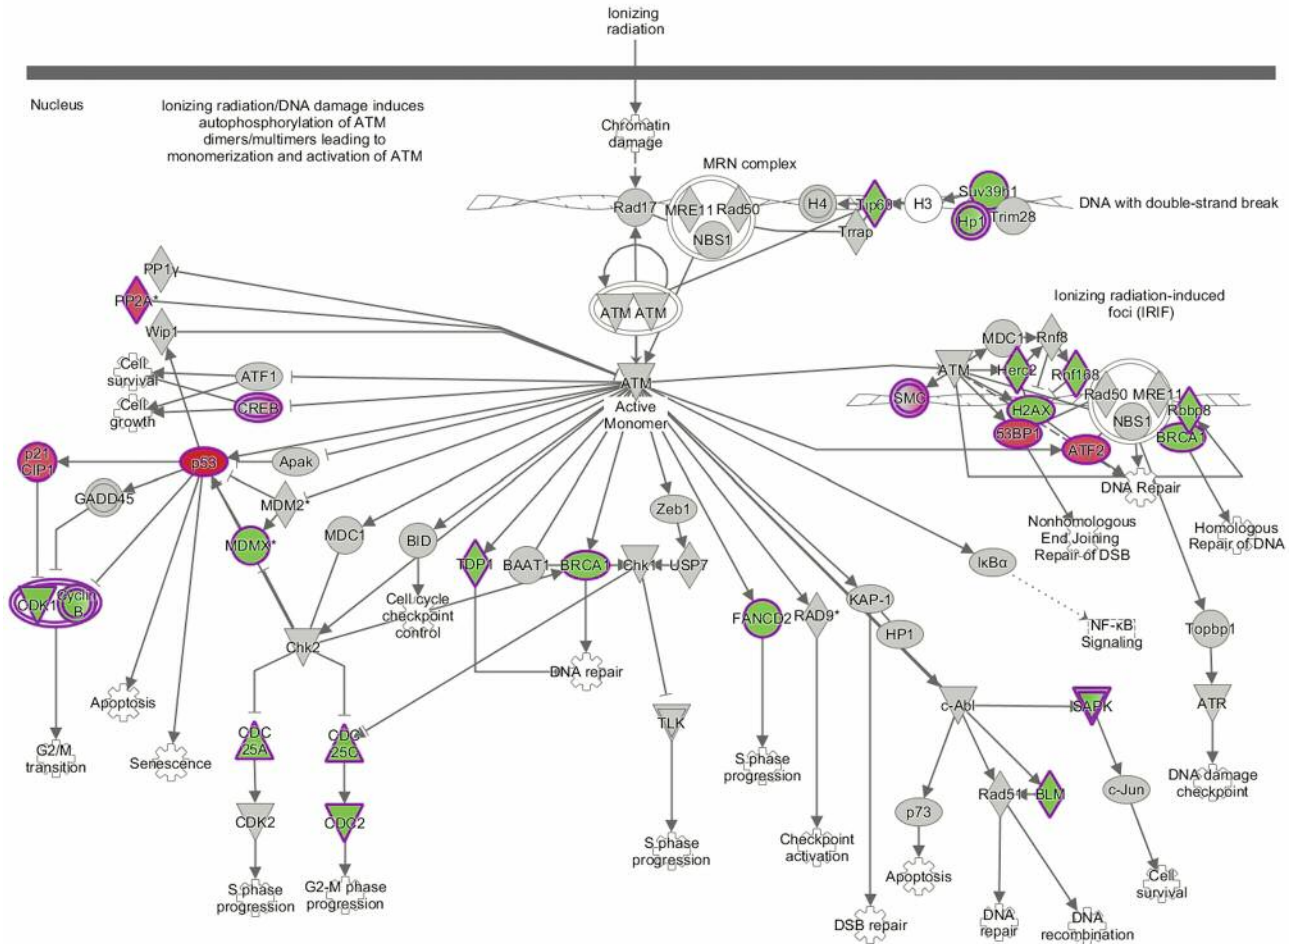 Ionizing
radiation
Nucleus
Ionizing radiation/DNA damage induces
autophosphorylation of ATM
dimers/multimers leading to
monomerization and activation of ATM
Chromatin
damage
MRN complex
Rad17
MRE11
Rad50
NBS1
H4
Tip60
H3
Suv39h1
Hp1
Trim28
Trrap
DNA with double-strand break
PP1γ
PP2A*
Wip1
ATM ATM
Ionizing radiation-induced
foci (IRIF)
Cell
survival
ATF1
Cell
growth
CREB
ATM
Active
Monomer
MDC1
Rnf8
ATM
Herc2
Rnf168
SMC
H2AX
Rad50 MRE11
NBS1
Rbbp8
53BP1
BRCA1
ATF2
p21
CIP1
p53
Apak
DNA Repair
GADD45
MDM2*
MDMX*
MDC1
BID
TDP1
BAAT1
BRCA1
Chk1
Zeb1
USP7
Nonhomologous
End Joining
Repair of DSB
Homologous
Repair of DNA
IκBα
CDK1
Cyclin
B
Cell cycle
checkpoint
control
FANCD2
RAD9*
KAP-1
HP1
NF-κB
Signaling
Topbp1
Chk2
DNA repair
Apoptosis
c-Abl
SAPK
ATR
CDC
25A
CDC
25C
TLK
G2/M
transition
Senescence
S phase
progression
DNA damage
checkpoint
CDK2
CDC2
p73
Rad51
BLM
c-Jun
S phase
progression
Checkpoint
activation
Apoptosis
Cell
survival
S phase
progression
G2-M phase
progression
DSB repair
DNA
repair
DNA
recombination